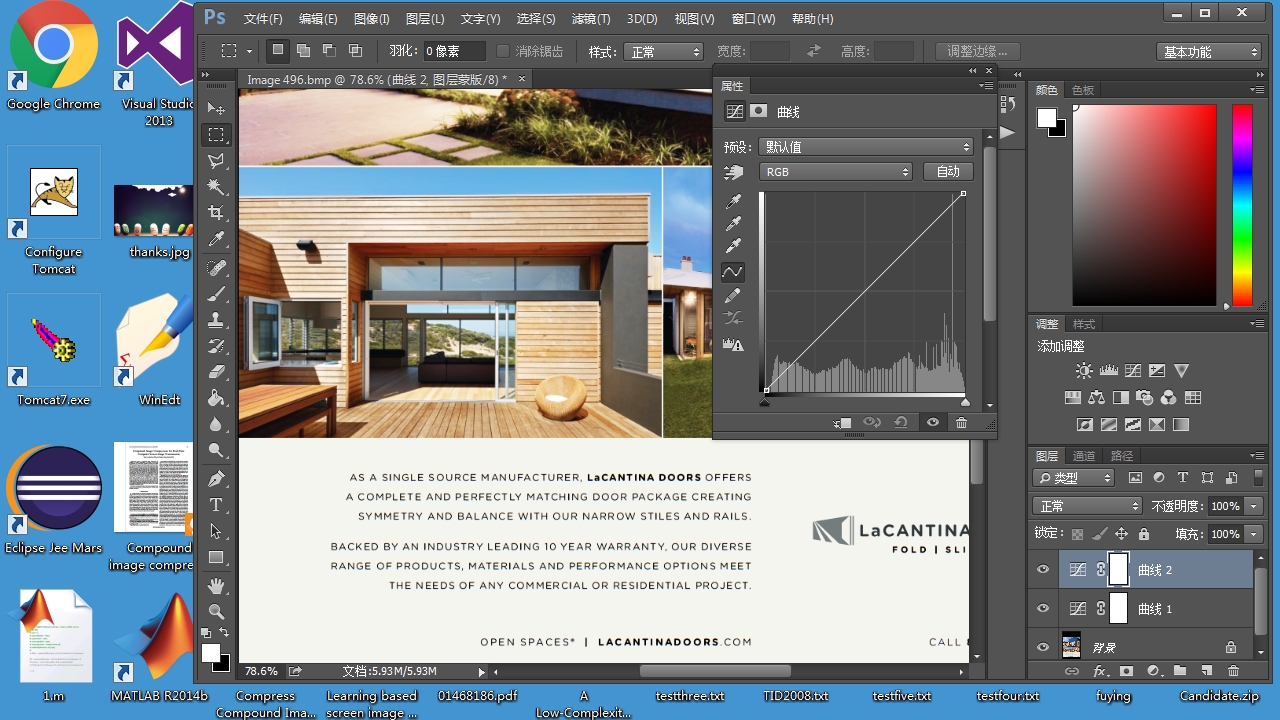 Ps 文件(F) 编辑(E) 图像(I) 图层(L) 文字(Y) 选择(S) 滤镜(T) 3D(D) 视图(V) 窗口(W) 帮助(H)
羽化: 0 像素 消除锯齿 样式: 正常 宽度: 高度: 调整边缘... 基本功能
Image 496.bmp @ 78.6% (曲线 2, 图层蒙版/8) *
属性
曲线
预设: 默认值
RGB 自动
颜色 色板
调整 样式
添加调整
通道 路径
不透明度: 100%
锁定: 填充: 100%
曲线 2
曲线 1
背景
AS A SINGLE SOURCE MANUFACTURER, LaCANTINA DOORS OFFERS
A COMPLETE AND PERFECTLY MATCHING DOOR PACKAGE CREATING
SYMMETRY AND BALANCE WITH OUR NARROW STILES AND RAILS.
BACKED BY AN INDUSTRY LEADING 10 YEAR WARRANTY, OUR DIVERSE
RANGE OF PRODUCTS, MATERIALS AND PERFORMANCE OPTIONS MEET
THE NEEDS OF ANY COMMERCIAL OR RESIDENTIAL PROJECT.
LaCANTINA
FOLD | SLI
OPEN SPACES* | LACANTINADOORS.CO
CALL
78.6% 文档:5.93M/5.93M
Google Chrome
Visual Studio
2013
Configure
Tomcat
thanks.jpg
Tomcat7.exe
WinEdt
Eclipse Jee Mars
Compound
image compre
1.m
MATLAB R2014b
Compress
Compound Ima...
Learning based
screen image ...
01468186.pdf
A
Low-Complexit...
testthree.txt
TID2008.txt
testfive.txt
testfour.txt
fuying
Candidate.zip